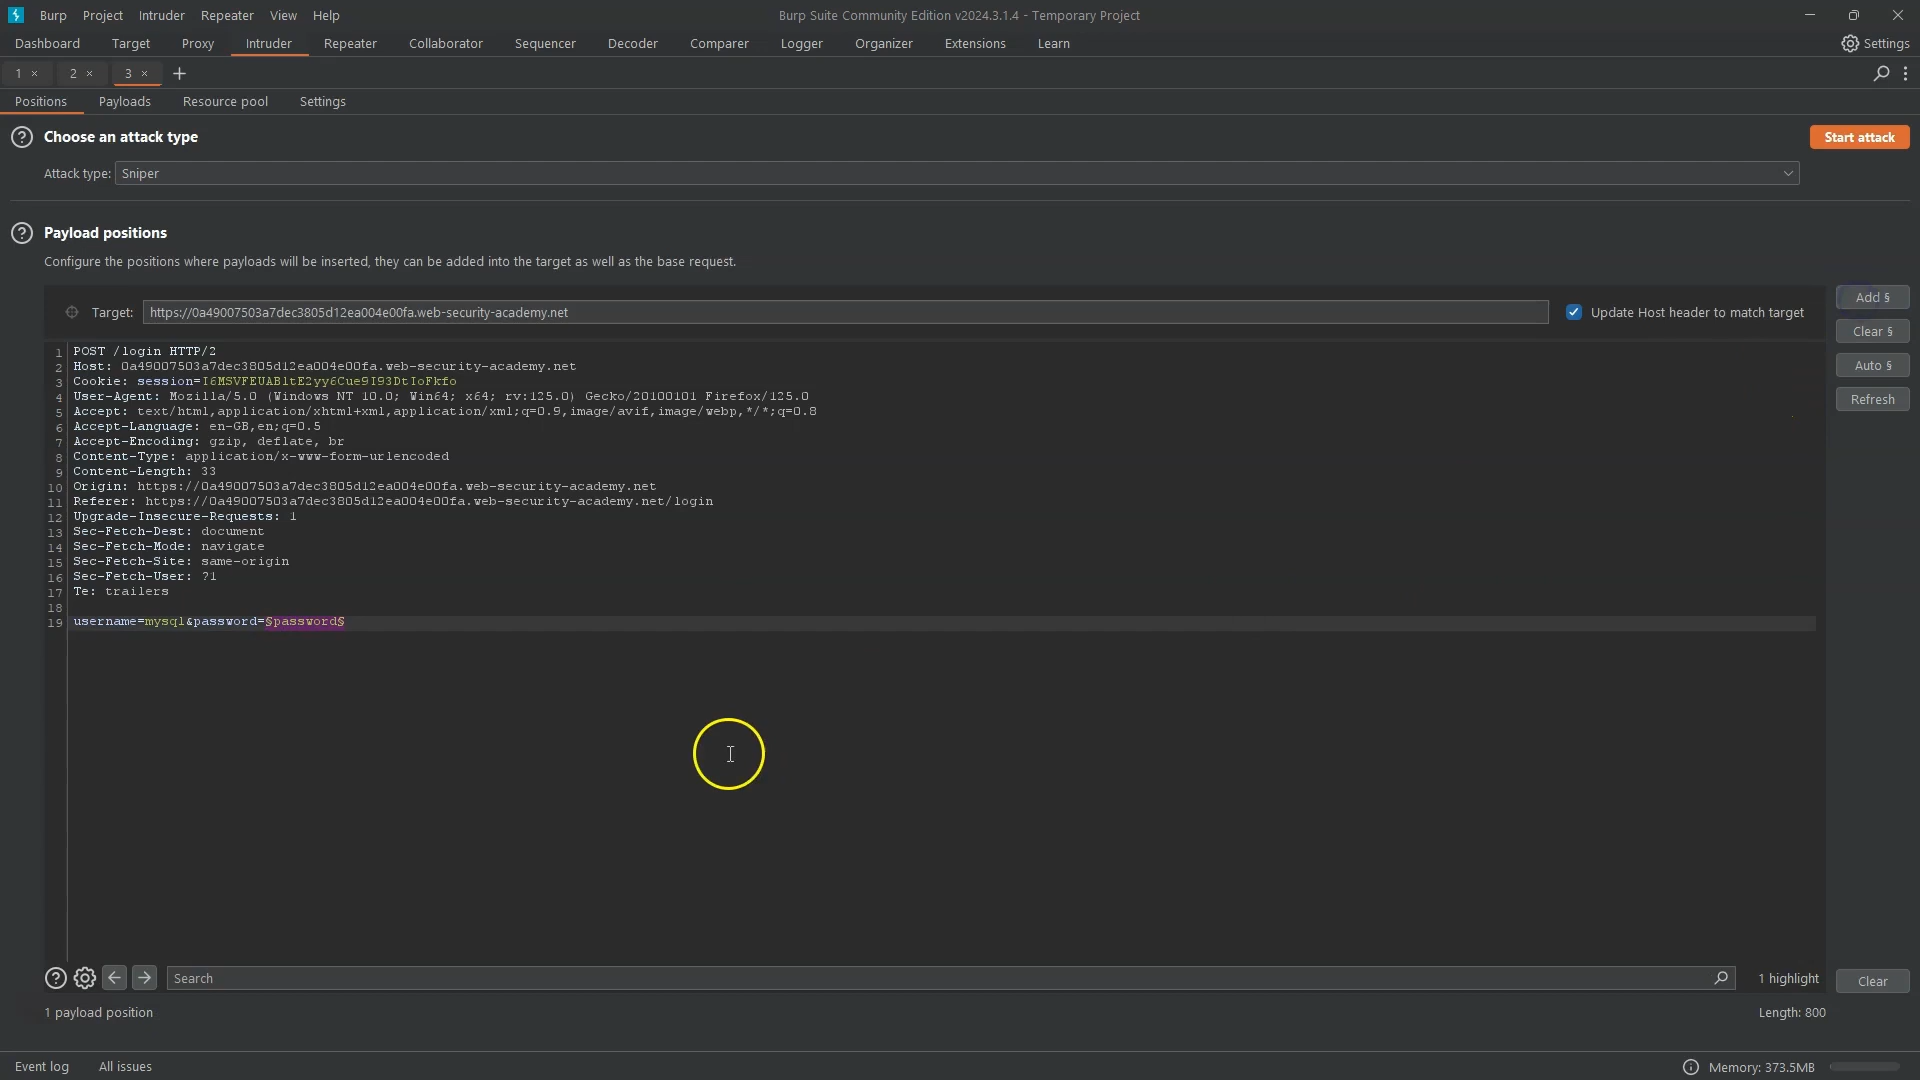 Burp Project Intruder Repeater View Help Burp Suite Community Edition v2024.3.1.4 - Temporary Project
Dashboard Target Proxy Intruder Repeater Collaborator Sequencer Decoder Comparer Logger Organizer Extensions Learn Settings
1 × 2 × 3 × +
Positions Payloads Resource pool Settings
? Choose an attack type Start attack
Attack type: Sniper
? Payload positions
Configure the positions where payloads will be inserted, they can be added into the target as well as the base request.
Target: https://0a49007503a7dec3805d12ea004e00fa.web-security-academy.net Update Host header to match target Add §
Clear §
Auto §
Refresh
1 POST /login HTTP/2
2 Host: 0a49007503a7dec3805d12ea004e00fa.web-security-academy.net
3 Cookie: session=I6MSVFEUAB1tE2yy6Cue9I93DtIoFkfo
4 User-Agent: Mozilla/5.0 (Windows NT 10.0; Win64; x64; rv:125.0) Gecko/20100101 Firefox/125.0
5 Accept: text/html,application/xhtml+xml,application/xml;q=0.9,image/avif,image/webp,*/*;q=0.8
6 Accept-Language: en-GB,en;q=0.5
7 Accept-Encoding: gzip, deflate, br
8 Content-Type: application/x-www-form-urlencoded
9 Content-Length: 33
10 Origin: https://0a49007503a7dec3805d12ea004e00fa.web-security-academy.net
11 Referer: https://0a49007503a7dec3805d12ea004e00fa.web-security-academy.net/login
12 Upgrade-Insecure-Requests: 1
13 Sec-Fetch-Dest: document
14 Sec-Fetch-Mode: navigate
15 Sec-Fetch-Site: same-origin
16 Sec-Fetch-User: ?1
17 Te: trailers
18
19 username=mysql&password=§password§
? Search 1 highlight Clear
1 payload position Length: 800
Event log All issues Memory: 373.5MB